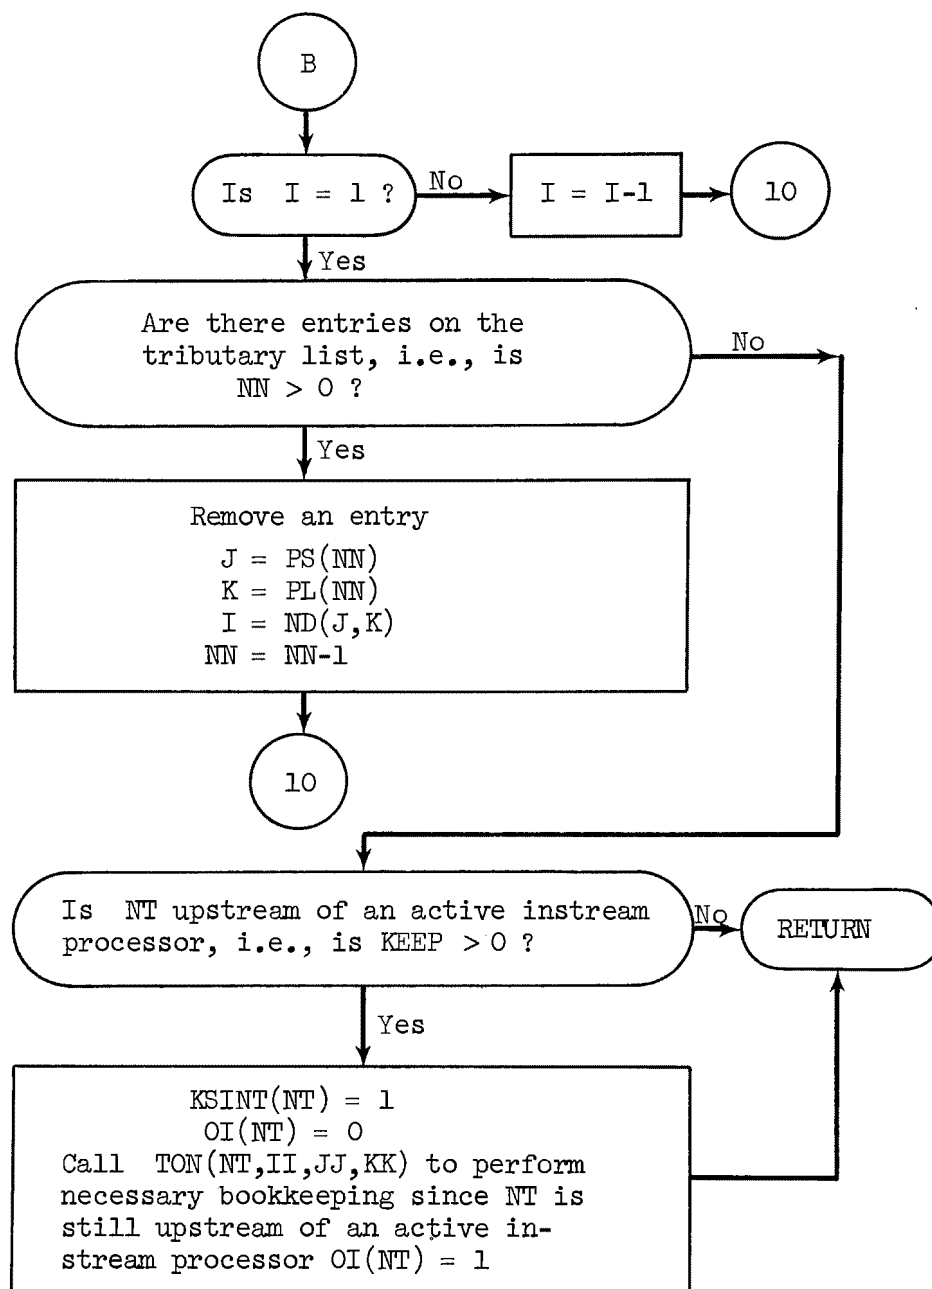 B
Is I = 1 ?
No
I = I-1
10
Yes
Are there entries on the
tributary list, i.e., is
NN > 0 ?
No
Yes
Remove an entry
J = PS(NN)
K = PL(NN)
I = ND(J,K)
NN = NN-1
10
Is NT upstream of an active instream
processor, i.e., is KEEP > 0 ?
No
RETURN
Yes
KSINT(NT) = 1
OI(NT) = 0
Call TON(NT,II,JJ,KK) to perform
necessary bookkeeping since NT is
still upstream of an active in-
stream processor OI(NT) = 1